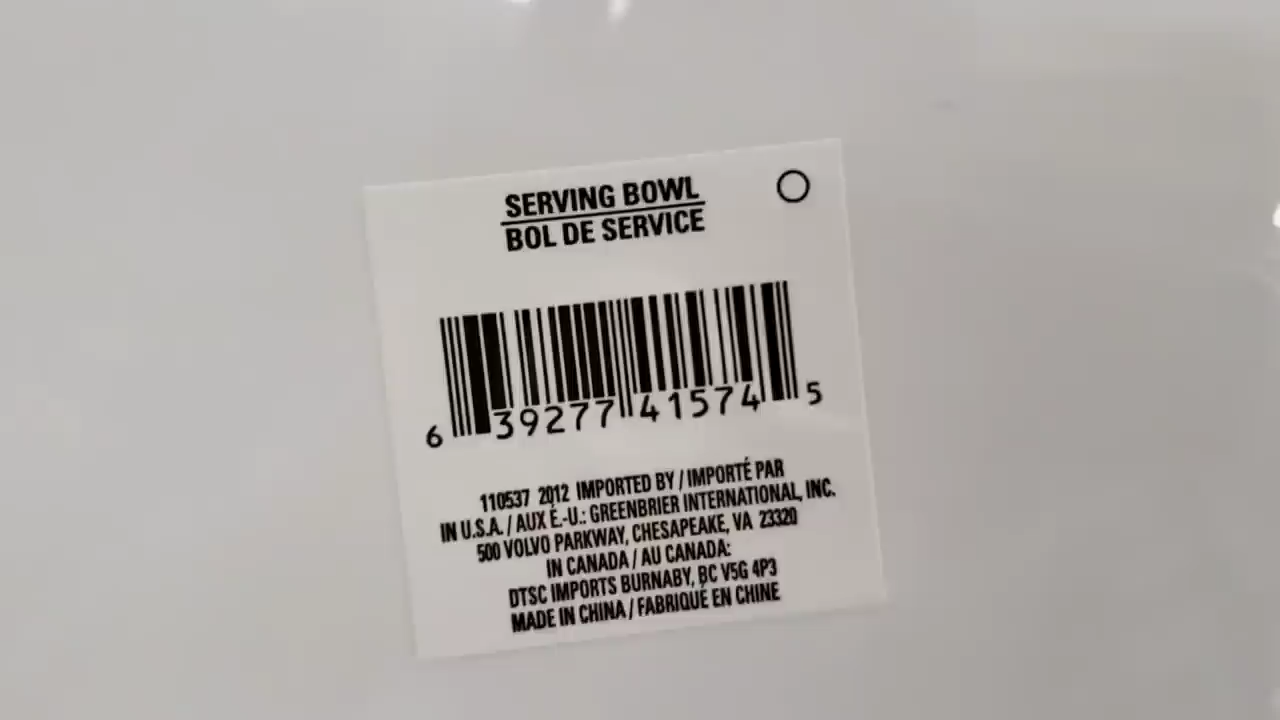 SERVING BOWL
BOL DE SERVICE
6 39277 41574 5
110537 2012 IMPORTED BY / IMPORTÉ PAR
IN U.S.A. / AUX É.-U.: GREENBRIER INTERNATIONAL, INC.
500 VOLVO PARKWAY, CHESAPEAKE, VA 23320
IN CANADA / AU CANADA:
DTSC IMPORTS BURNABY, BC V5G 4P3
MADE IN CHINA / FABRIQUÉ EN CHINE